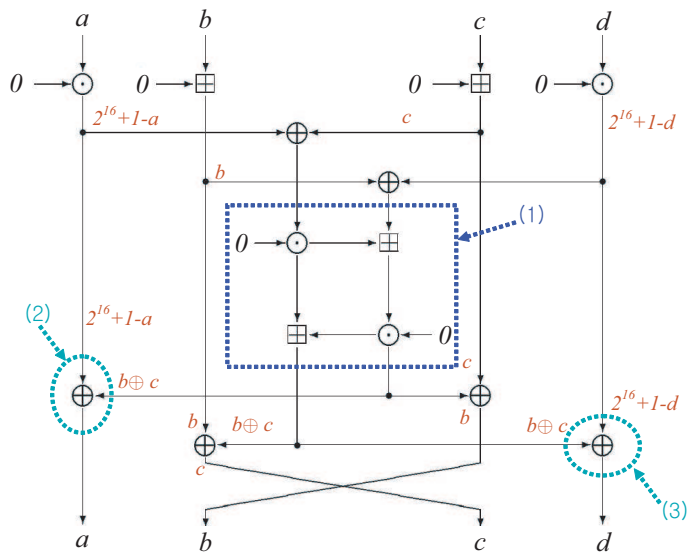 a b c d
0 0 0 0
2^16+1-a c 2^16+1-d
b
(1)
0
0
(2) 2^16+1-a
c
b⊕c b 2^16+1-d
b b⊕c b⊕c
c
(3)
a b c d